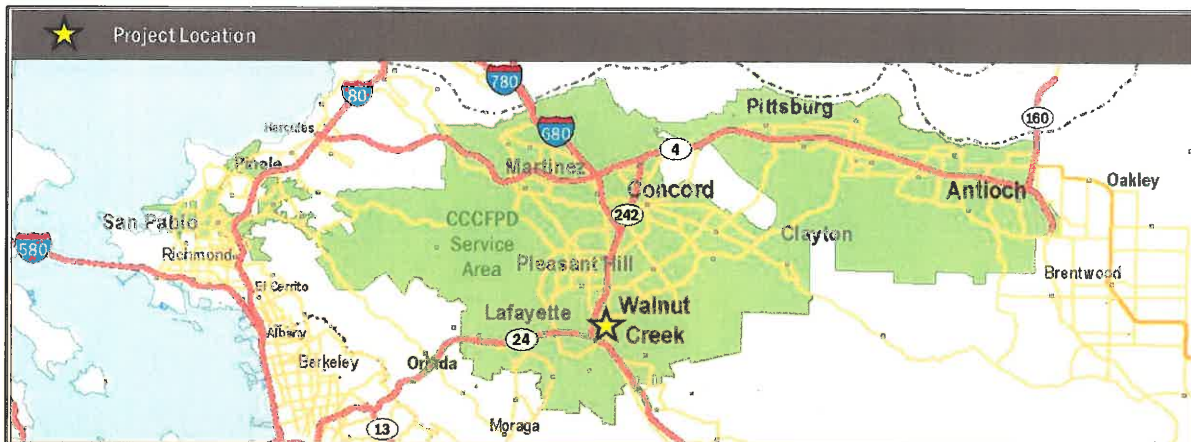 Project Location
780
80
160
Pittsburg
Hercules
680
4
Martinez
Pinole
Concord
Antioch
Oakley
San Pablo
CCCFPD
Service
Area
242
Clayton
580
Richmond
Pleasant Hill
Brentwood
El Cerrito
Lafayette
Walnut
Creek
Albany
24
Berkeley
Orinda
Moraga
13